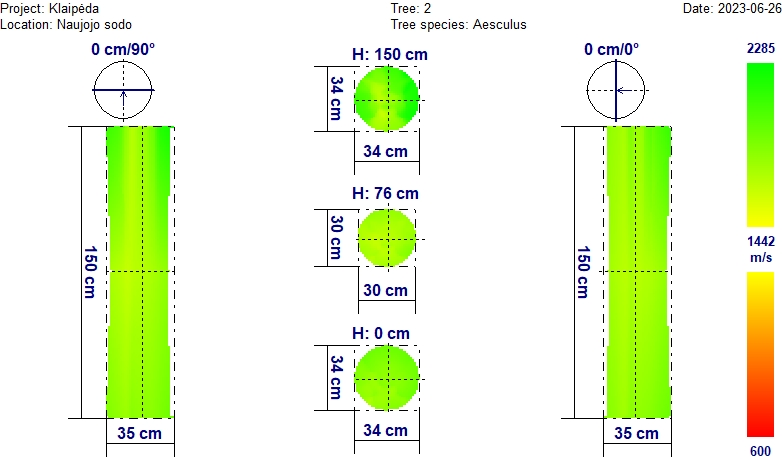 Project: Klaipėda
Tree: 2
Date: 2023-06-26
Location: Naujojo sodo
Tree species: Aesculus
0 cm/90°
H: 150 cm
0 cm/0°
2285
34 cm
34 cm
H: 76 cm
30 cm
30 cm
150 cm
150 cm
1442
m/s
H: 0 cm
34 cm
34 cm
35 cm
35 cm
600